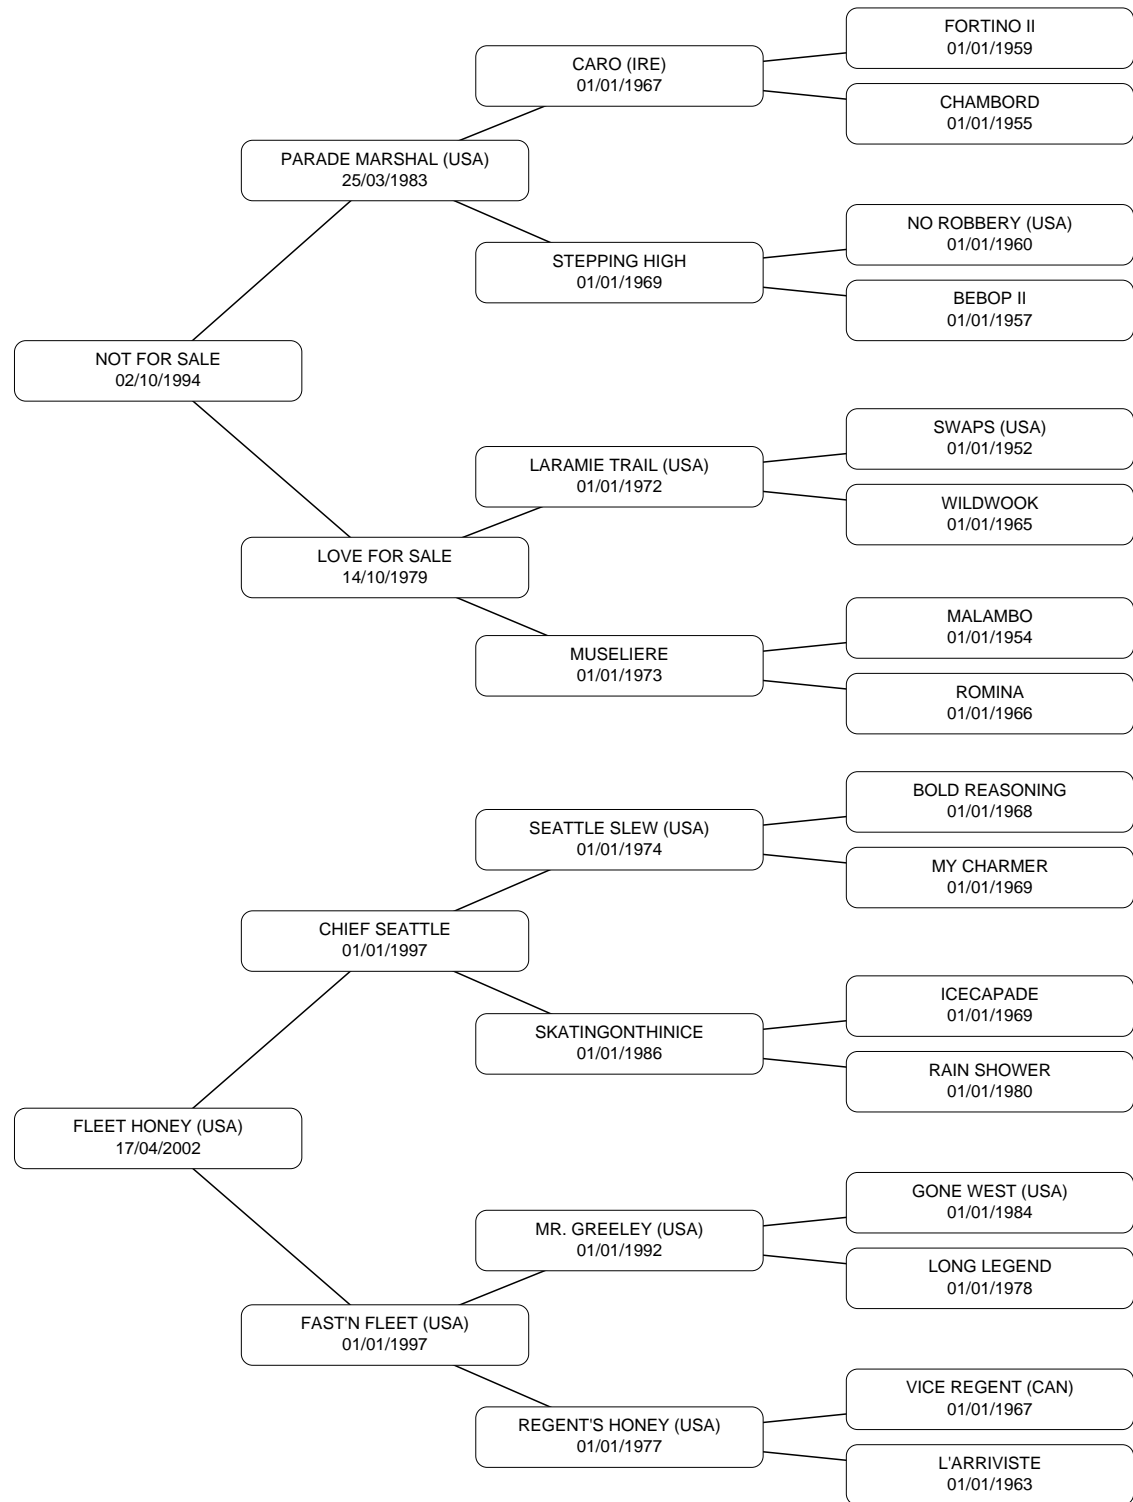 FORTINO II
01/01/1959
CARO (IRE)
01/01/1967
CHAMBORD
01/01/1955
PARADE MARSHAL (USA)
25/03/1983
NO ROBBERY (USA)
01/01/1960
STEPPING HIGH
01/01/1969
BEBOP II
01/01/1957
NOT FOR SALE
02/10/1994
SWAPS (USA)
01/01/1952
LARAMIE TRAIL (USA)
01/01/1972
WILDWOOK
01/01/1965
LOVE FOR SALE
14/10/1979
MALAMBO
01/01/1954
MUSELIERE
01/01/1973
ROMINA
01/01/1966
BOLD REASONING
01/01/1968
SEATTLE SLEW (USA)
01/01/1974
MY CHARMER
01/01/1969
CHIEF SEATTLE
01/01/1997
ICECAPADE
01/01/1969
SKATINGONTHINICE
01/01/1986
RAIN SHOWER
01/01/1980
FLEET HONEY (USA)
17/04/2002
GONE WEST (USA)
01/01/1984
MR. GREELEY (USA)
01/01/1992
LONG LEGEND
01/01/1978
FAST'N FLEET (USA)
01/01/1997
VICE REGENT (CAN)
01/01/1967
REGENT'S HONEY (USA)
01/01/1977
L'ARRIVISTE
01/01/1963